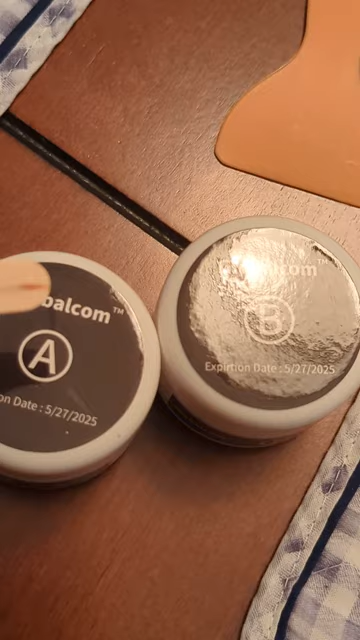 balcom™
A
on Date : 5/27/2025
balcom™
B
Expirtion Date : 5/27/2025